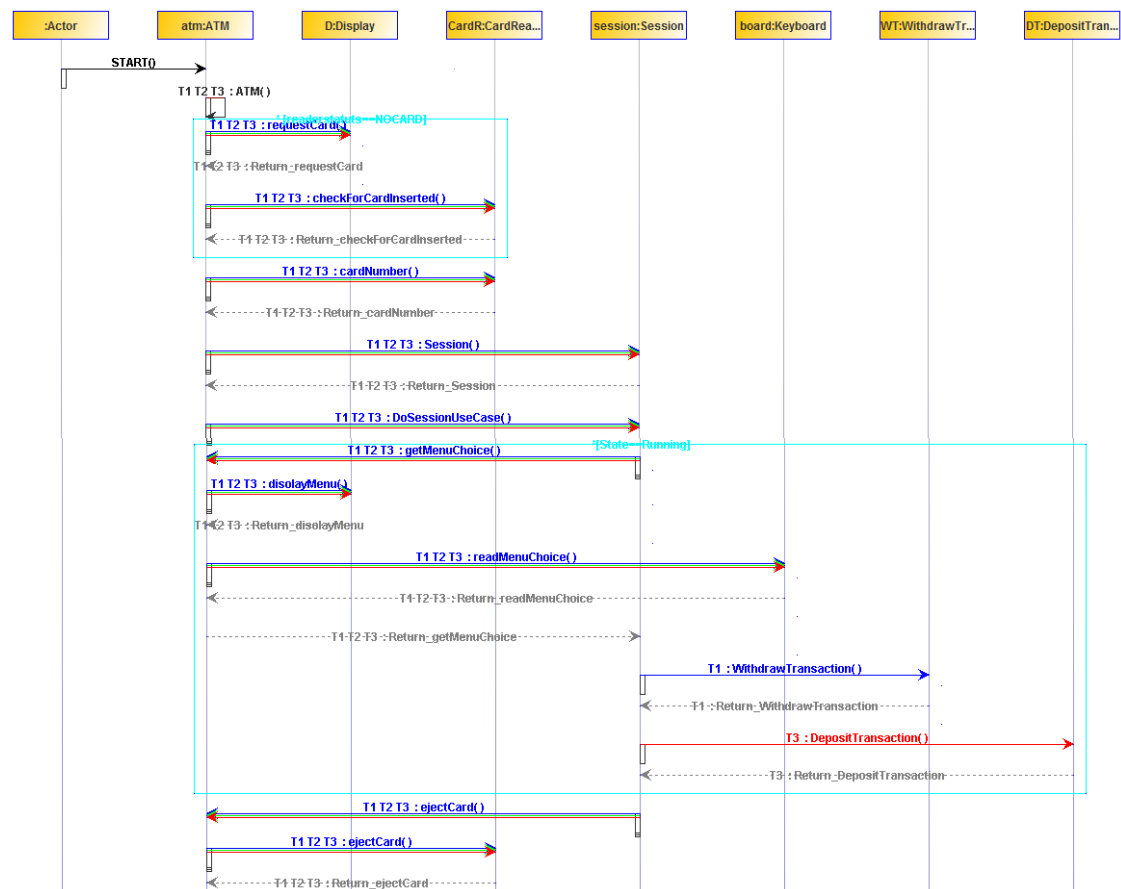 :Actor
atm:ATM
D:Display
CardR:CardRea...
session:Session
board:Keyboard
WT:WithdrawTr...
DT:DepositTran...
START()
T1 T2 T3 : ATM( )
* [readerstatuts==NOCARD]
T1 T2 T3 : requestCard( )
T1 T2 T3 : Return_requestCard
T1 T2 T3 : checkForCardInserted( )
T1 T2 T3 : Return_checkForCardInserted
T1 T2 T3 : cardNumber( )
T1 T2 T3 : Return_cardNumber
T1 T2 T3 : Session( )
T1 T2 T3 : Return_Session
T1 T2 T3 : DoSessionUseCase( )
*[State==Running]
T1 T2 T3 : getMenuChoice( )
T1 T2 T3 : disolayMenu( )
T1 T2 T3 : Return_disolayMenu
T1 T2 T3 : readMenuChoice( )
T1 T2 T3 : Return_readMenuChoice
T1 T2 T3 : Return_getMenuChoice
T1 : WithdrawTransaction( )
T1 : Return_WithdrawTransaction
T3 : DepositTransaction( )
T3 : Return_DepositTransaction
T1 T2 T3 : ejectCard( )
T1 T2 T3 : ejectCard( )
T1 T2 T3 : Return_ejectCard